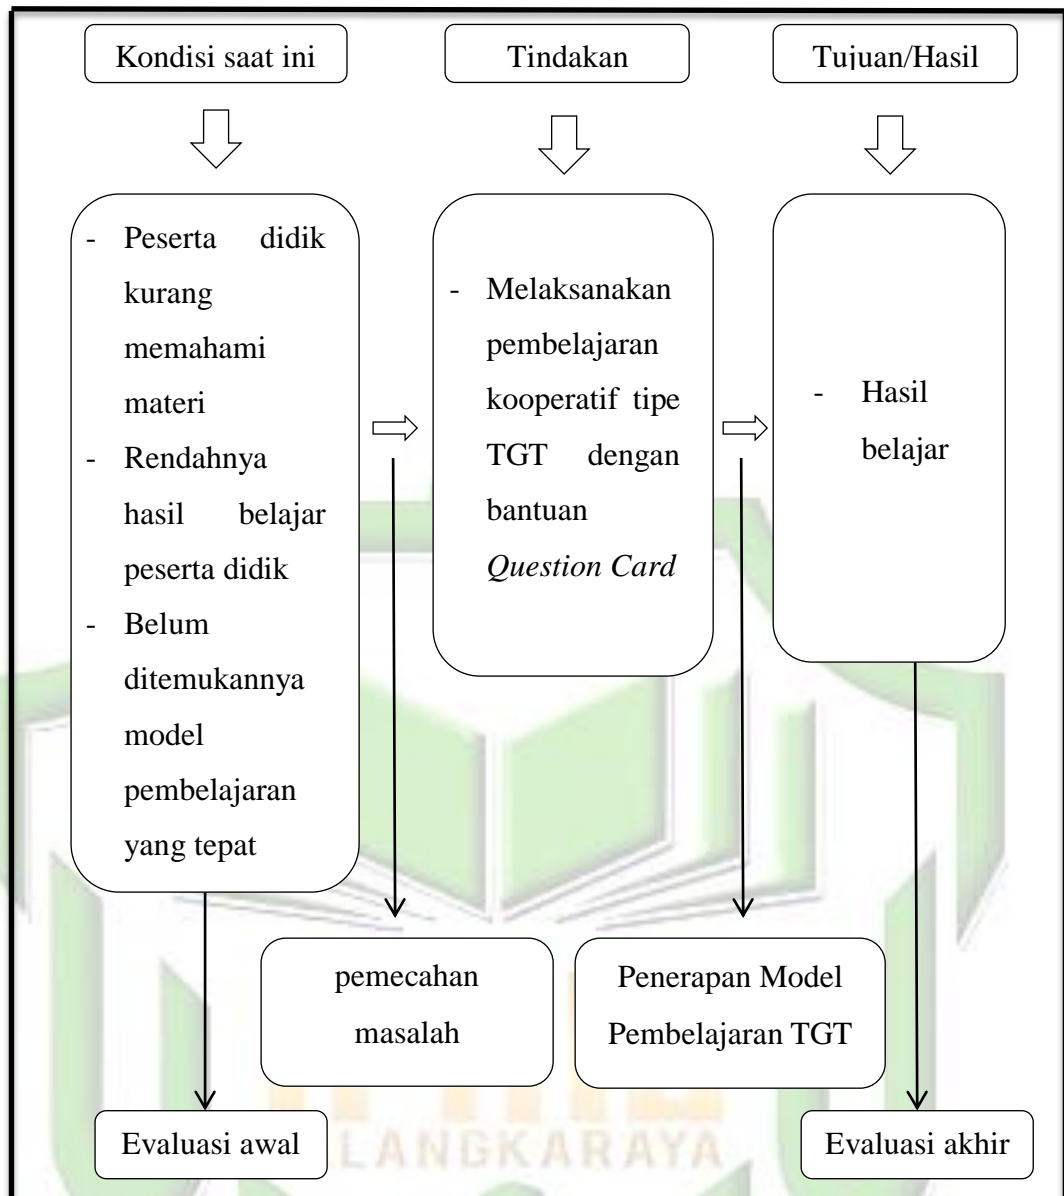 Kondisi saat ini
Tindakan
Tujuan/Hasil
- Peserta didik
kurang
memahami
materi
- Rendahnya
hasil belajar
peserta didik
- Belum
ditemukannya
model
pembelajaran
yang tepat
- Melaksanakan
pembelajaran
kooperatif tipe
TGT dengan
bantuan
Question Card
- Hasil
belajar
pemecahan
masalah
Penerapan Model
Pembelajaran TGT
Evaluasi awal
Evaluasi akhir
LANGKARAYA